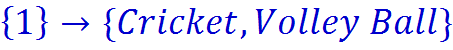 {1} → {Cricket, Volley Ball}